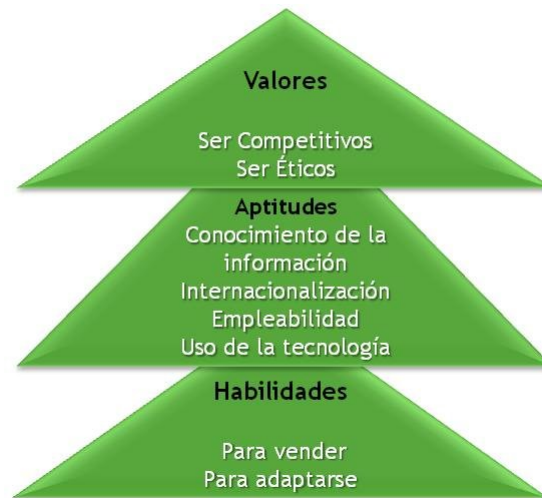 Valores
Ser Competitivos
Ser Éticos
Aptitudes
Conocimiento de la
información
Internacionalización
Empleabilidad
Uso de la tecnología
Habilidades
Para vender
Para adaptarse